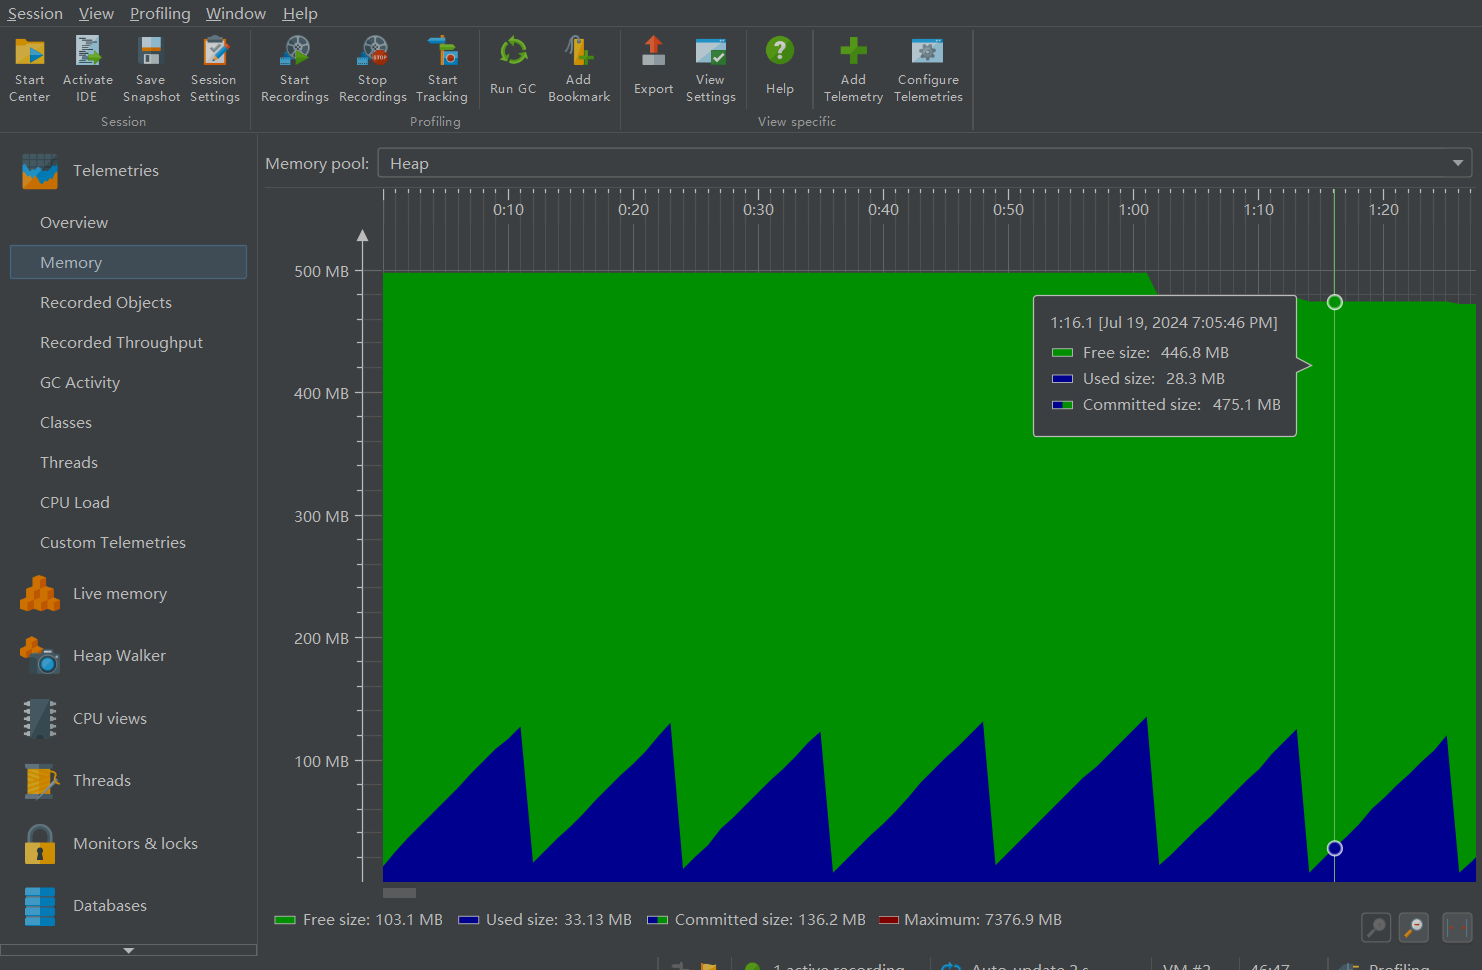 Session View Profiling Window Help
Start Center
Activate IDE
Save Snapshot
Session Settings
Start Recordings
Stop Recordings
Start Tracking
Run GC
Add Bookmark
Export
View Settings
Help
Add Telemetry
Configure Telemetries
Session
Profiling
View specific
Telemetries
Overview
Memory
Recorded Objects
Recorded Throughput
GC Activity
Classes
Threads
CPU Load
Custom Telemetries
Live memory
Heap Walker
CPU views
Threads
Monitors & locks
Databases
Memory pool: Heap
0:10 0:20 0:30 0:40 0:50 1:00 1:10 1:20
500 MB
400 MB
300 MB
200 MB
100 MB
1:16.1 [Jul 19, 2024 7:05:46 PM]
Free size: 446.8 MB
Used size: 28.3 MB
Committed size: 475.1 MB
Free size: 103.1 MB Used size: 33.13 MB Committed size: 136.2 MB Maximum: 7376.9 MB
1 active recording Auto-update 2 s VM #2 46:47 Profiling